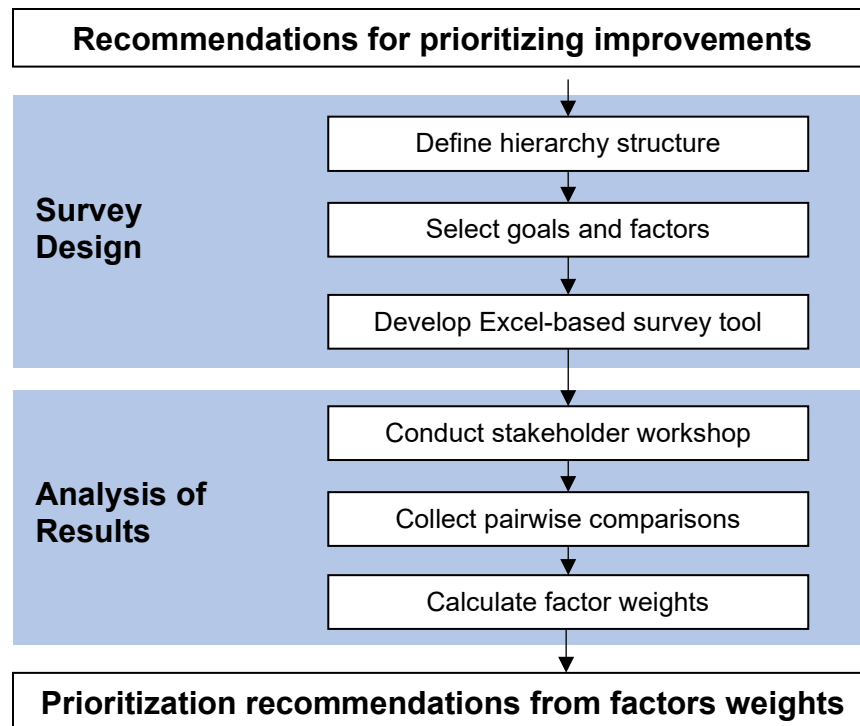 Recommendations for prioritizing improvements
Survey
Design
Define hierarchy structure
Select goals and factors
Develop Excel-based survey tool
Analysis of
Results
Conduct stakeholder workshop
Collect pairwise comparisons
Calculate factor weights
Prioritization recommendations from factors weights